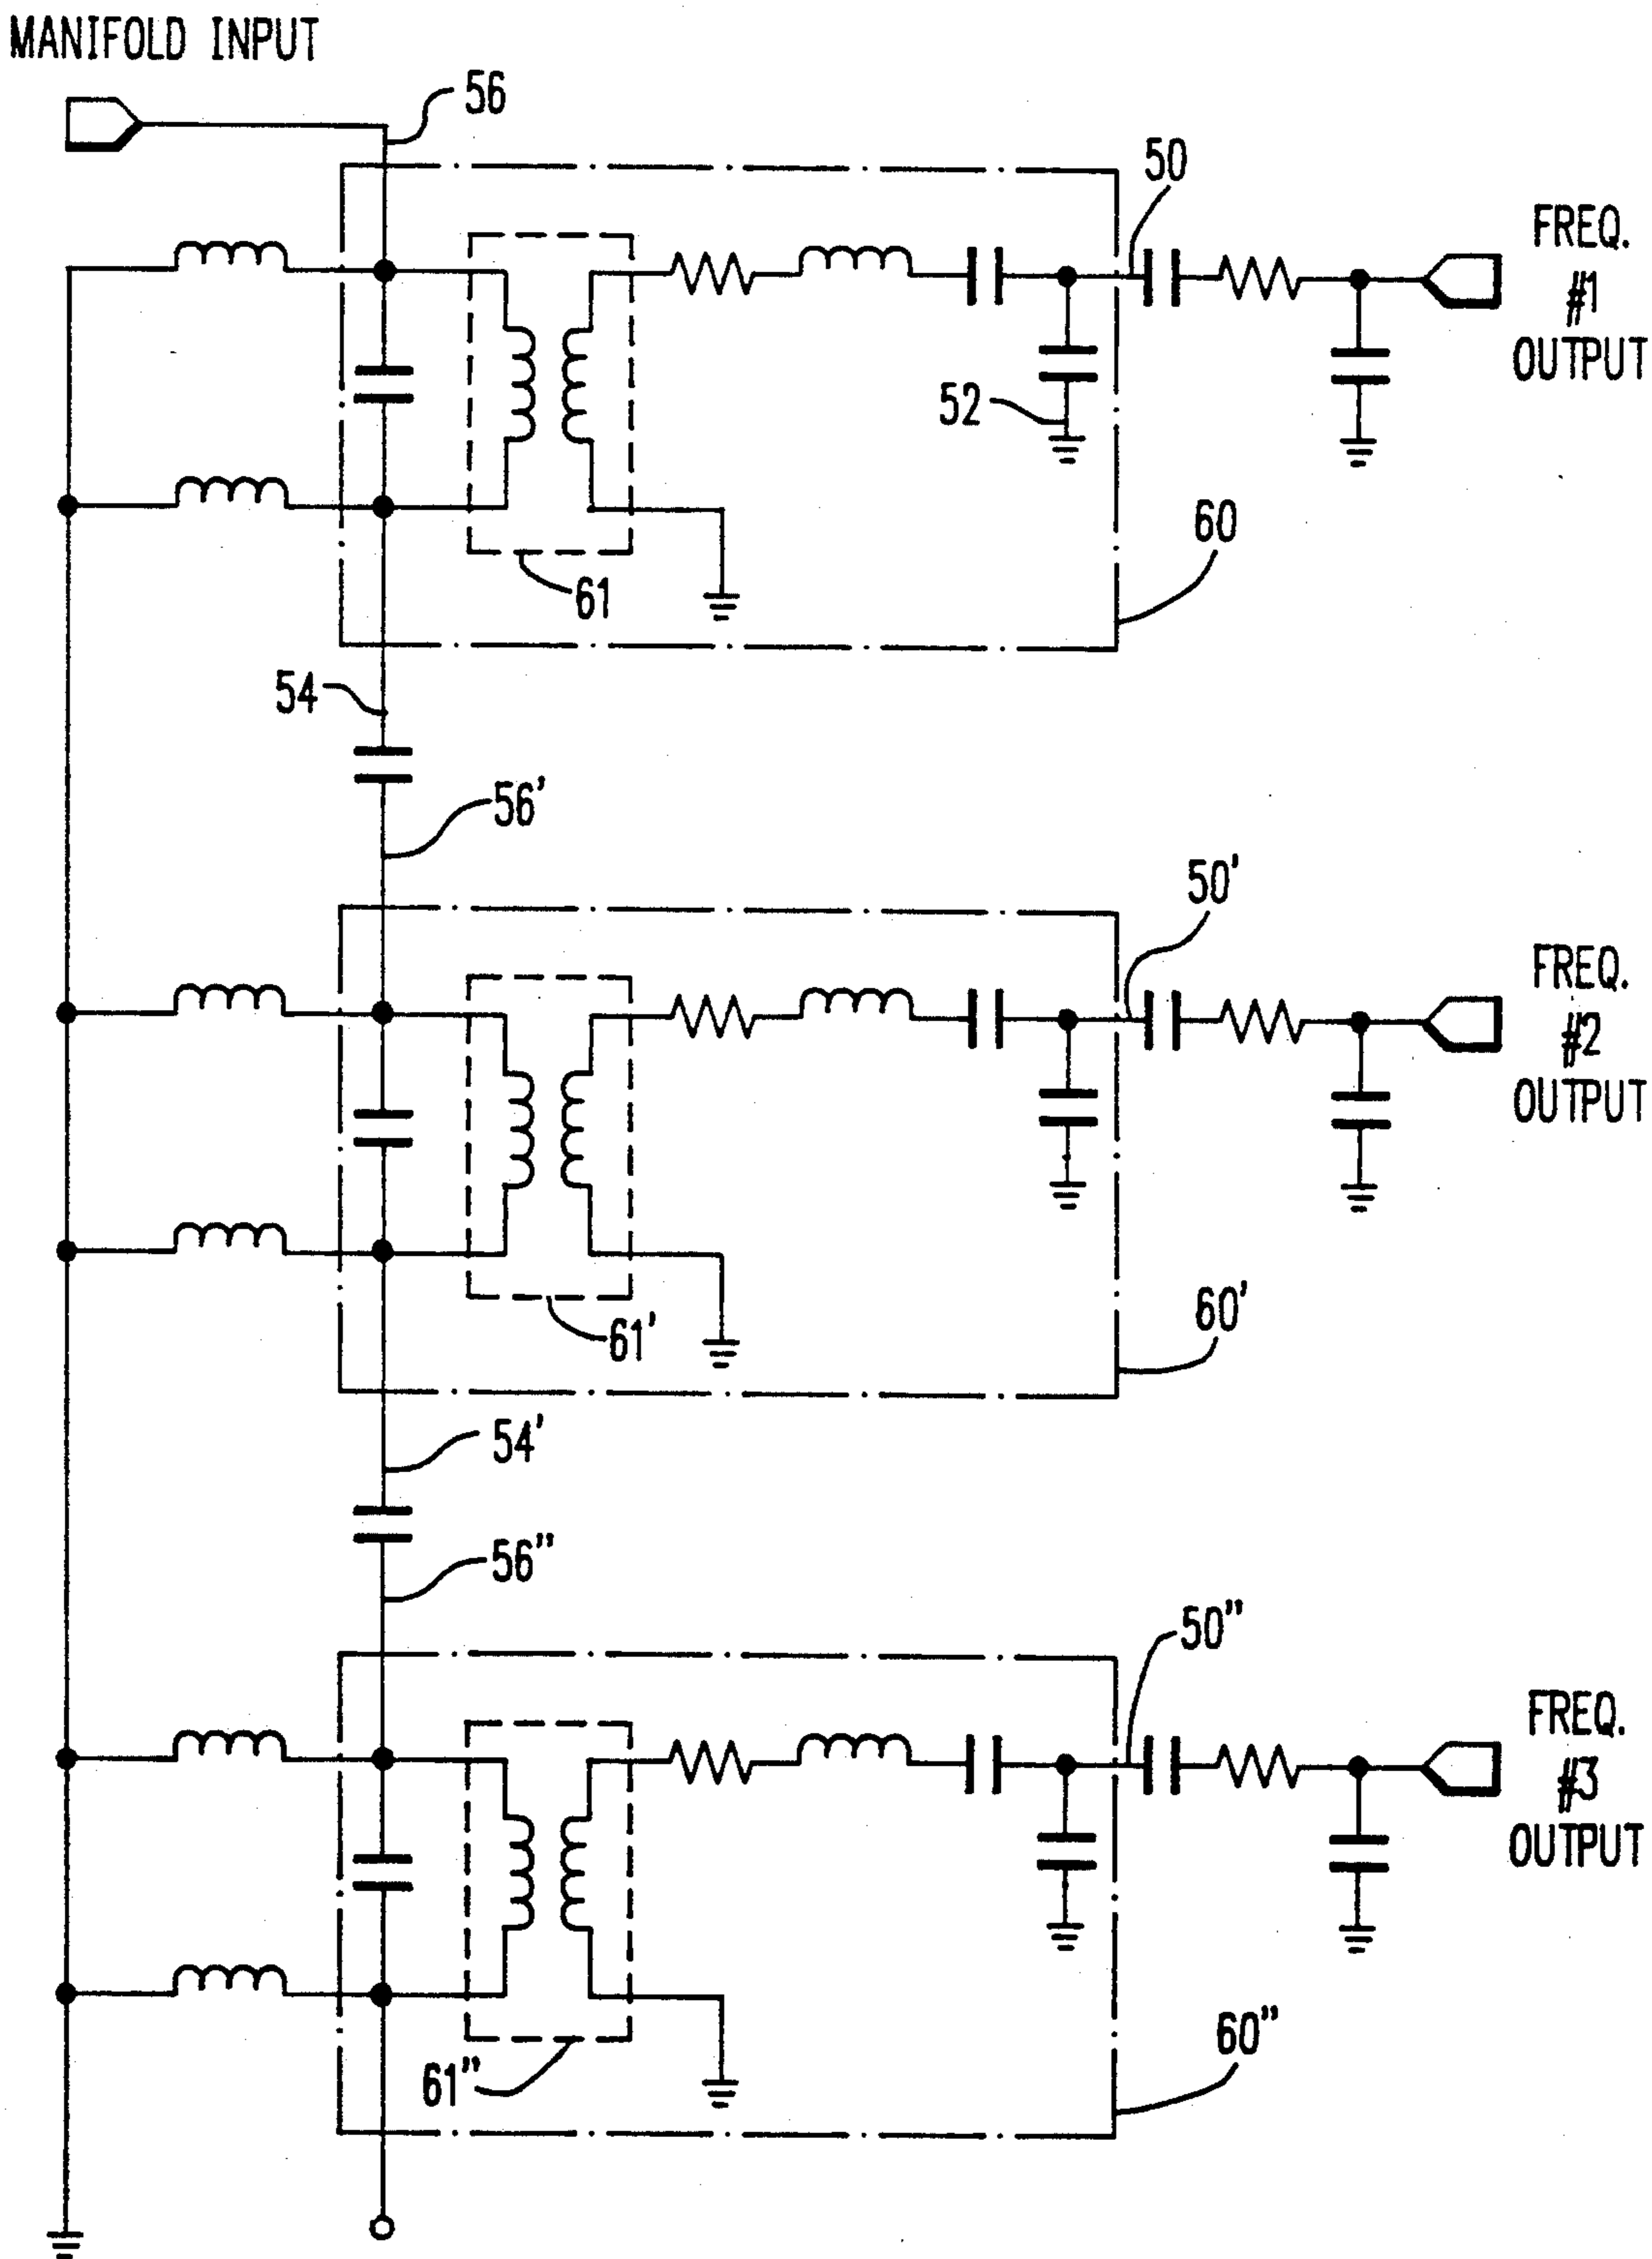 MANIFOLD INPUT
56
50
FREQ.
#1
OUTPUT
52
60
61
54
56'
50'
FREQ.
#2
OUTPUT
60'
61'
54'
56"
50"
FREQ.
#3
OUTPUT
60"
61"